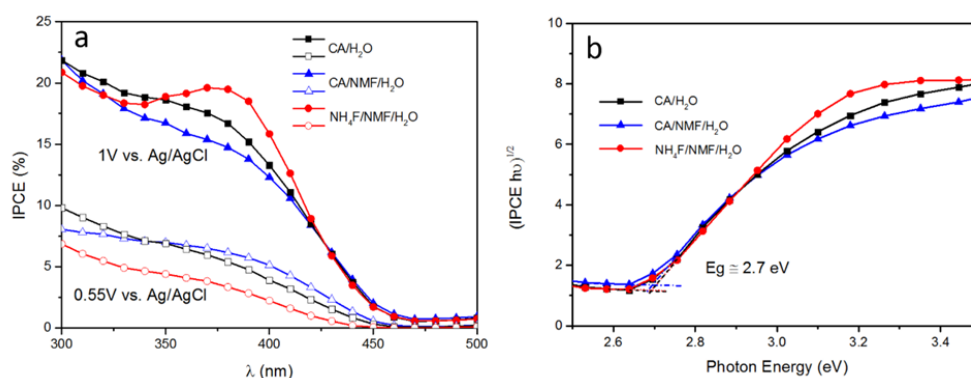 a
IPCE (%)
25
20
15
10
5
0
CA/H₂O
CA/NMF/H₂O
NH₄F/NMF/H₂O
1V vs. Ag/AgCl
0.55V vs. Ag/AgCl
300 350 400 450 500
λ (nm)
b
(IPCE hυ)^1/2
10
8
6
4
2
0
CA/H₂O
CA/NMF/H₂O
NH₄F/NMF/H₂O
Eg ≅ 2.7 eV
2.6 2.8 3.0 3.2 3.4
Photon Energy (eV)